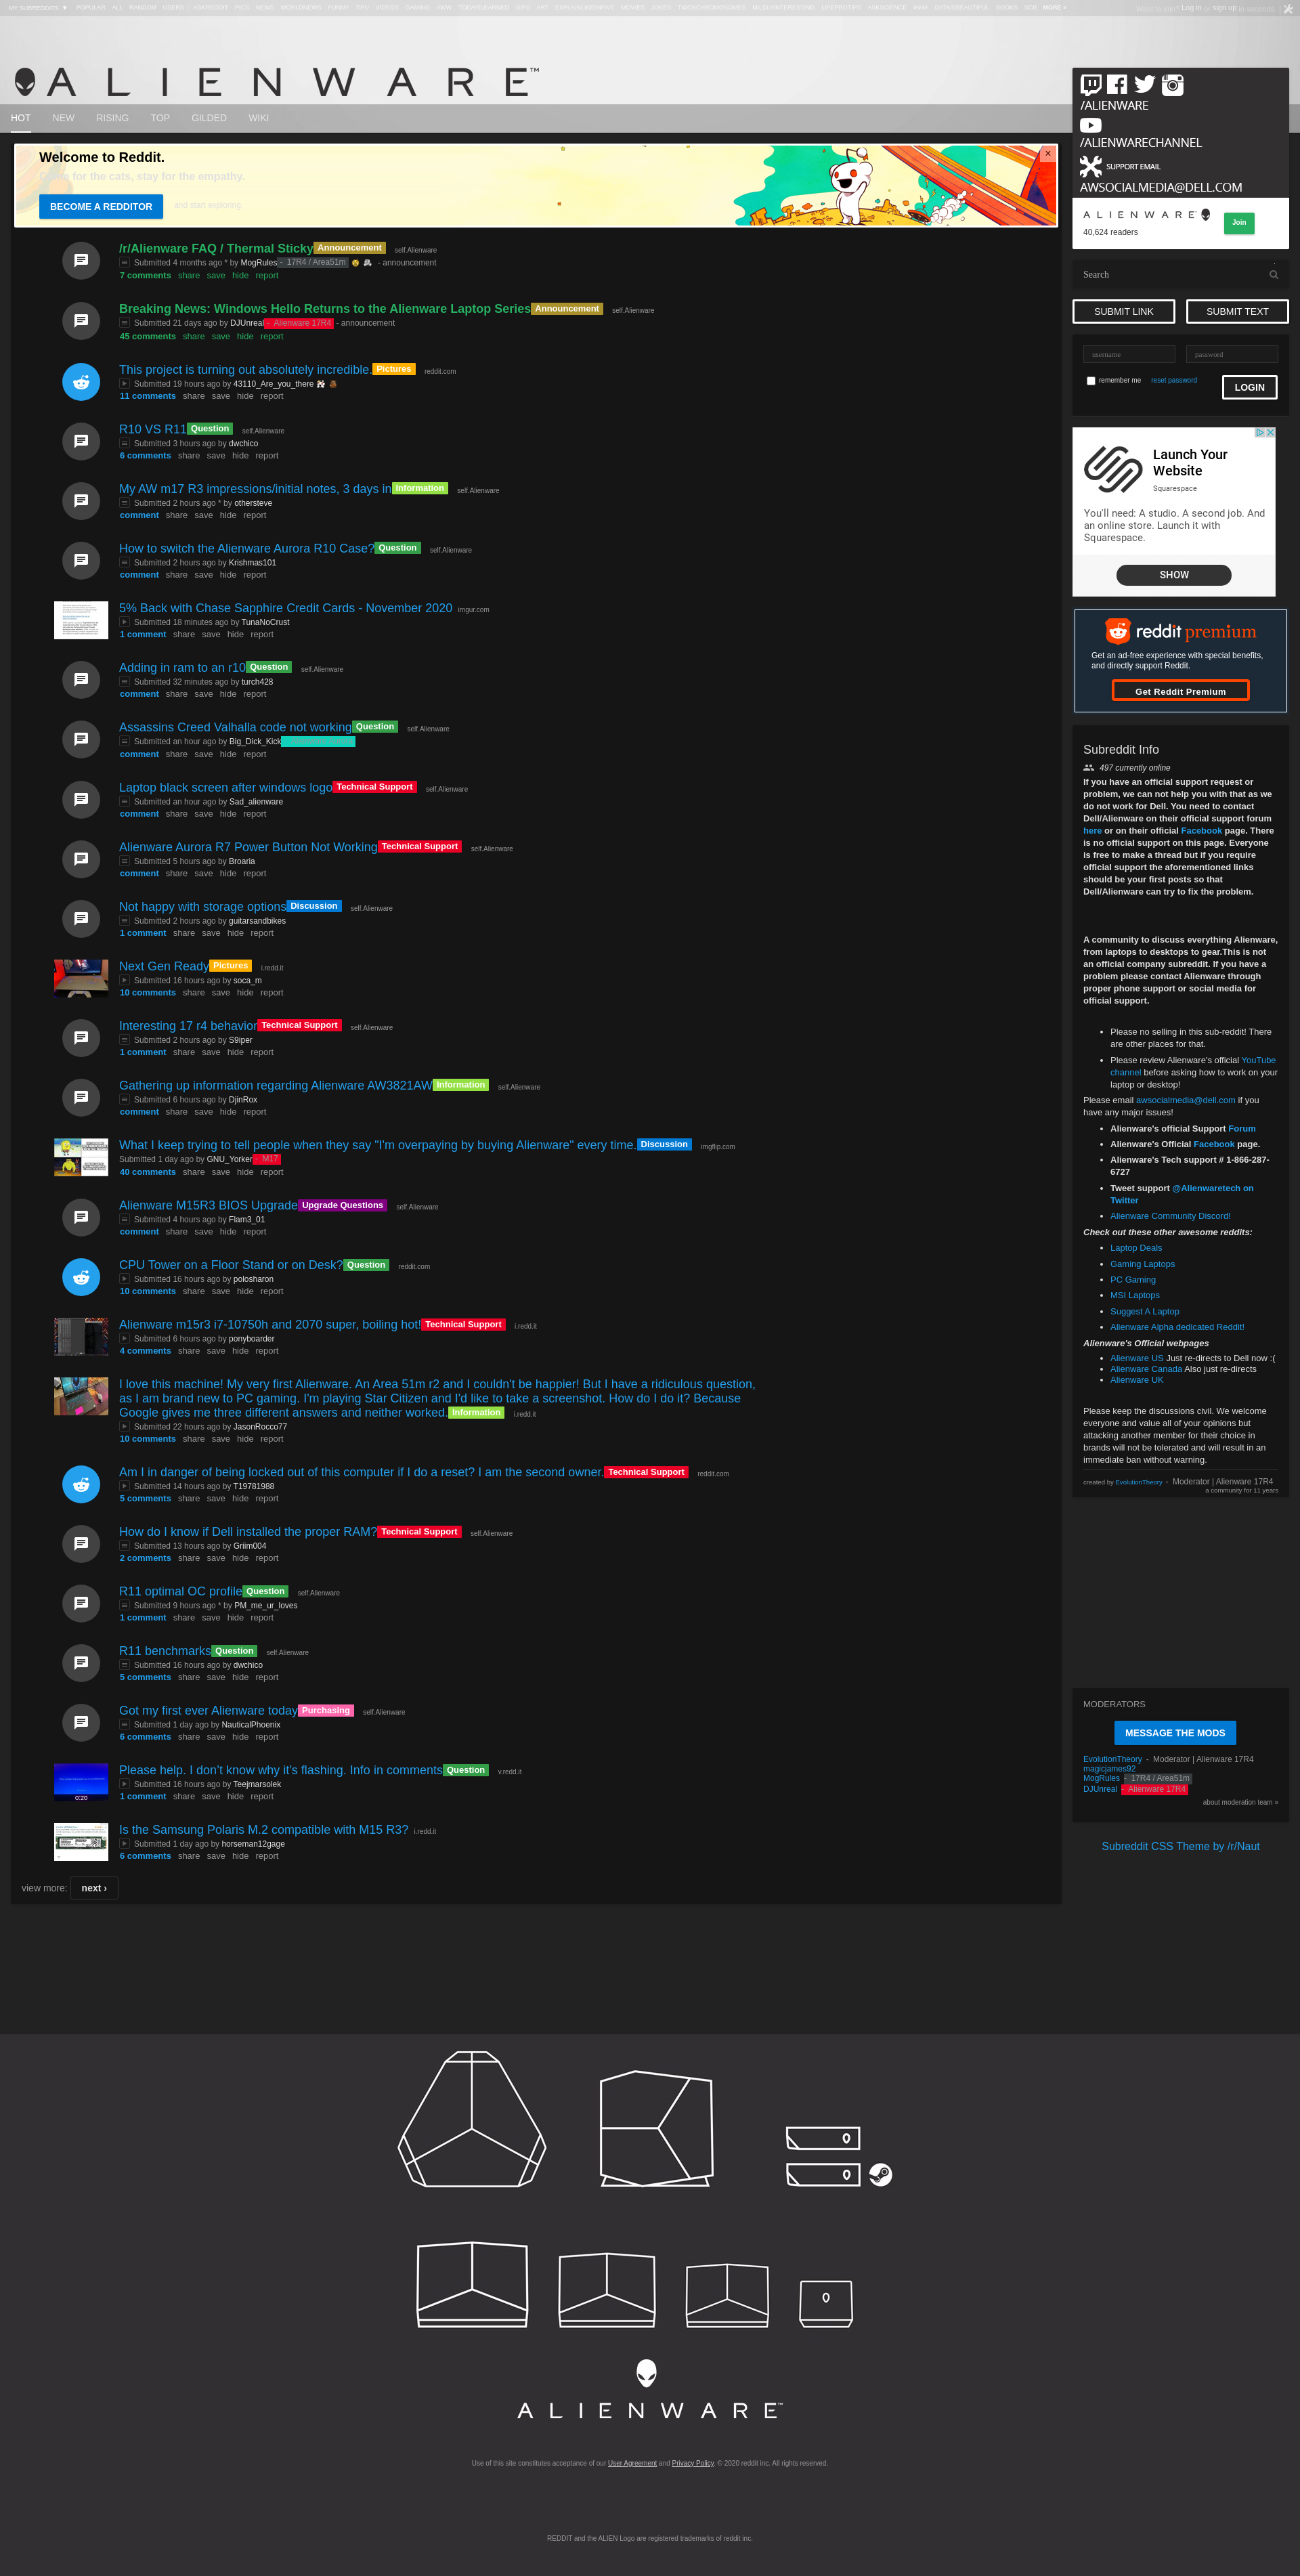 MY SUBREDDITS ▼ POPULAR ALL RANDOM USERS | ASKREDDIT PICS NEWS WORLDNEWS FUNNY TIFU VIDEOS GAMING AWW TODAYILEARNED GIFS ART EXPLAINLIKEIMFIVE MOVIES JOKES TWOXCHROMOSOMES MILDLYINTERESTING LIFEPROTIPS ASKSCIENCE IAMA DATAISBEAUTIFUL BOOKS MORE »
Want to join? Log in or sign up in seconds.
ALIENWARE™
HOT NEW RISING TOP GILDED WIKI
/ALIENWARE
/ALIENWARECHANNEL
SUPPORT EMAIL
AWSOCIALMEDIA@DELL.COM
ALIENWARE
40,624 readers
Join
Welcome to Reddit.
Come for the cats, stay for the empathy.
BECOME A REDDITOR and start exploring.
×
/r/Alienware FAQ / Thermal Sticky Announcement self.Alienware
Submitted 4 months ago * by MogRules - 17R4 / Area51m - announcement
7 comments share save hide report
Breaking News: Windows Hello Returns to the Alienware Laptop Series Announcement self.Alienware
Submitted 21 days ago by DJUnreal - Alienware 17R4 - announcement
45 comments share save hide report
This project is turning out absolutely incredible. Pictures reddit.com
Submitted 19 hours ago by 43110_Are_you_there
11 comments share save hide report
R10 VS R11 Question self.Alienware
Submitted 3 hours ago by dwchico
6 comments share save hide report
My AW m17 R3 impressions/initial notes, 3 days in Information self.Alienware
Submitted 2 hours ago * by othersteve
comment share save hide report
How to switch the Alienware Aurora R10 Case? Question self.Alienware
Submitted 2 hours ago by Krishmas101
comment share save hide report
5% Back with Chase Sapphire Credit Cards - November 2020 imgur.com
Submitted 18 minutes ago by TunaNoCrust
1 comment share save hide report
Adding in ram to an r10 Question self.Alienware
Submitted 32 minutes ago by turch428
comment share save hide report
Assassins Creed Valhalla code not working Question self.Alienware
Submitted an hour ago by Big_Dick_Kick
comment share save hide report
Laptop black screen after windows logo Technical Support self.Alienware
Submitted an hour ago by Sad_alienware
comment share save hide report
Alienware Aurora R7 Power Button Not Working Technical Support self.Alienware
Submitted 5 hours ago by Broaria
comment share save hide report
Not happy with storage options Discussion self.Alienware
Submitted 2 hours ago by guitarsandbikes
1 comment share save hide report
Next Gen Ready Pictures i.redd.it
Submitted 16 hours ago by soca_m
10 comments share save hide report
Interesting 17 r4 behavior Technical Support self.Alienware
Submitted 2 hours ago by S9iper
1 comment share save hide report
Gathering up information regarding Alienware AW3821AW Information self.Alienware
Submitted 6 hours ago by DjinRox
comment share save hide report
What I keep trying to tell people when they say "I'm overpaying by buying Alienware" every time. Discussion imgflip.com
Submitted 1 day ago by GNU_Yorker - M17
40 comments share save hide report
Alienware M15R3 BIOS Upgrade Upgrade Questions self.Alienware
Submitted 4 hours ago by Flam3_01
comment share save hide report
CPU Tower on a Floor Stand or on Desk? Question reddit.com
Submitted 16 hours ago by polosharon
10 comments share save hide report
Alienware m15r3 i7-10750h and 2070 super, boiling hot! Technical Support i.redd.it
Submitted 6 hours ago by ponyboarder
4 comments share save hide report
I love this machine! My very first Alienware. An Area 51m r2 and I couldn't be happier! But I have a ridiculous question,
as I am brand new to PC gaming. I'm playing Star Citizen and I'd like to take a screenshot. How do I do it? Because
Google gives me three different answers and neither worked. Information i.redd.it
Submitted 22 hours ago by JasonRocco77
10 comments share save hide report
Am I in danger of being locked out of this computer if I do a reset? I am the second owner. Technical Support reddit.com
Submitted 14 hours ago by T19781988
5 comments share save hide report
How do I know if Dell installed the proper RAM? Technical Support self.Alienware
Submitted 13 hours ago by Griim004
2 comments share save hide report
R11 optimal OC profile Question self.Alienware
Submitted 9 hours ago * by PM_me_ur_loves
1 comment share save hide report
R11 benchmarks Question self.Alienware
Submitted 16 hours ago by dwchico
5 comments share save hide report
Got my first ever Alienware today Purchasing self.Alienware
Submitted 1 day ago by NauticalPhoenix
6 comments share save hide report
Please help. I don't know why it's flashing. Info in comments Question v.redd.it
Submitted 16 hours ago by Teejmarsolek
1 comment share save hide report
0:20
Is the Samsung Polaris M.2 compatible with M15 R3? i.redd.it
Submitted 1 day ago by horseman12gage
6 comments share save hide report
view more: next ›
Search
SUBMIT LINK
SUBMIT TEXT
username
password
remember me reset password LOGIN
Launch Your
Website
Squarespace
You'll need: A studio. A second job. And
an online store. Launch it with
Squarespace.
SHOW
reddit premium
Get an ad-free experience with special benefits,
and directly support Reddit.
Get Reddit Premium
Subreddit Info
497 currently online
If you have an official support request or
problem, we can not help you with that as we
do not work for Dell. You need to contact
Dell/Alienware on their official support forum
here or on their official Facebook page. There
is no official support on this page. Everyone
is free to make a thread but if you require
official support the aforementioned links
should be your first posts so that
Dell/Alienware can try to fix the problem.
A community to discuss everything Alienware,
from laptops to desktops to gear.This is not
an official company subreddit. If you have a
problem please contact Alienware through
proper phone support or social media for
official support.
Please no selling in this sub-reddit! There
are other places for that.
Please review Alienware's official YouTube
channel before asking how to work on your
laptop or desktop!
Please email awsocialmedia@dell.com if you
have any major issues!
Alienware's official Support Forum
Alienware's Official Facebook page.
Alienware's Tech support # 1-866-287-
6727
Tweet support @Alienwaretech on
Twitter
Alienware Community Discord!
Check out these other awesome reddits:
Laptop Deals
Gaming Laptops
PC Gaming
MSI Laptops
Suggest A Laptop
Alienware Alpha dedicated Reddit!
Alienware's Official webpages
Alienware US Just re-directs to Dell now :(
Alienware Canada Also just re-directs
Alienware UK
Please keep the discussions civil. We welcome
everyone and value all of your opinions but
attacking another member for their choice in
brands will not be tolerated and will result in an
immediate ban without warning.
created by EvolutionTheory - Moderator | Alienware 17R4
a community for 11 years
MODERATORS
MESSAGE THE MODS
EvolutionTheory - Moderator | Alienware 17R4
magicjames92
MogRules - 17R4 / Area51m
DJUnreal - Alienware 17R4
about moderation team »
Subreddit CSS Theme by /r/Naut
ALIENWARE™
Use of this site constitutes acceptance of our User Agreement and Privacy Policy. © 2020 reddit inc. All rights reserved.
REDDIT and the ALIEN Logo are registered trademarks of reddit inc.